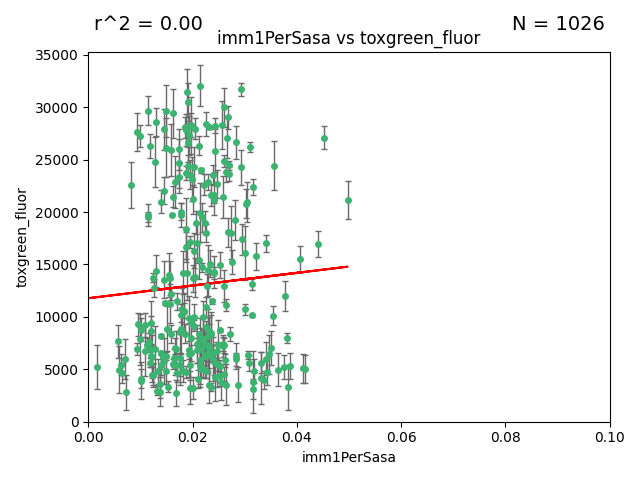 r^2 = 0.00
N = 1026
imm1PerSasa vs toxgreen_fluor
35000
30000
25000
20000
15000
10000
5000
0
toxgreen_fluor
0.00
0.02
0.04
0.06
0.08
0.10
imm1PerSasa